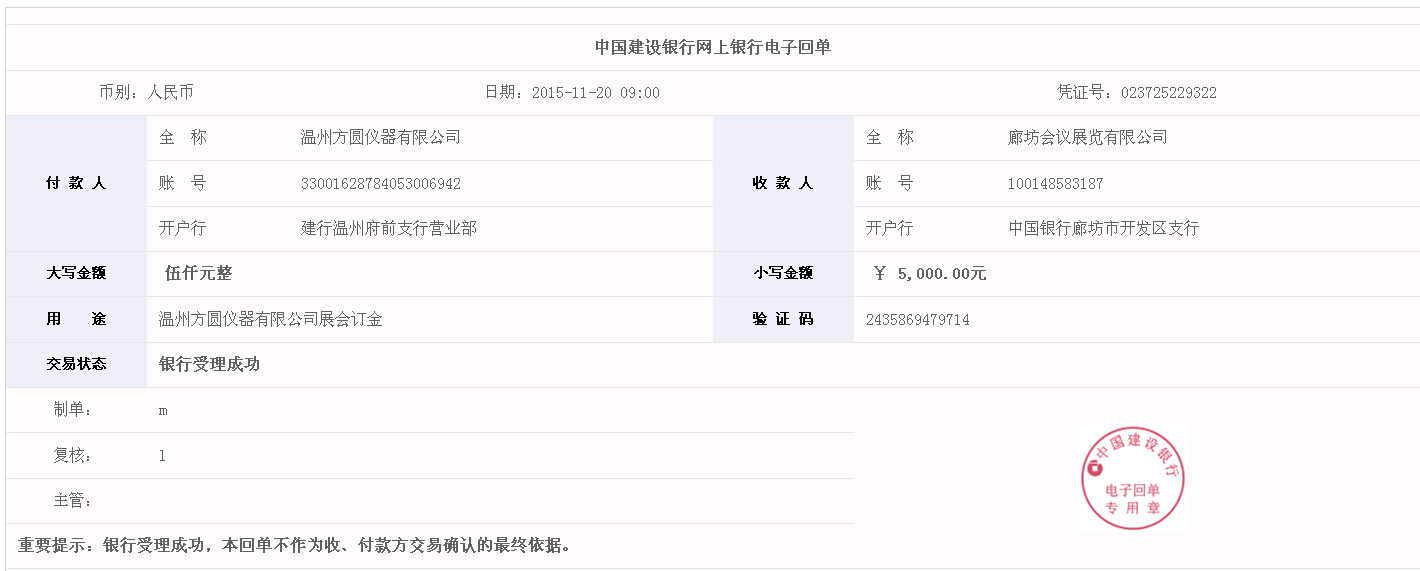 中国建设银行网上银行电子回单
币别：人民币 日期：2015-11-20 09:00 凭证号：023725229322
付 款 人 全 称 温州方圆仪器有限公司 收 款 人 全 称 廊坊会议展览有限公司
账 号 33001628784053006942 账 号 100148583187
开户行 建行温州府前支行营业部 开户行 中国银行廊坊市开发区支行
大写金额 伍仟元整 小写金额 ￥ 5,000.00元
用 途 温州方圆仪器有限公司展会订金 验 证 码 2435869479714
交易状态 银行受理成功
制单： m
复核： l
主管：
中国建设银行
电子回单
专 用 章
重要提示：银行受理成功，本回单不作为收、付款方交易确认的最终依据。